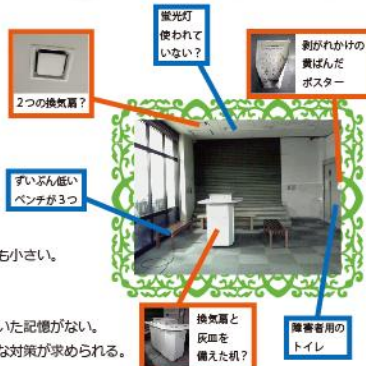 蛍光灯
使われて
いない？
剥がれかけの
黄ばんだ
ポスター
2つの換気扇？
ずいぶん低い
ベンチが３つ
も小さい。
いた記憶がない。
な対策が求められる。
換気扇と
灰皿を
備えた机？
障害者用の
トイレ